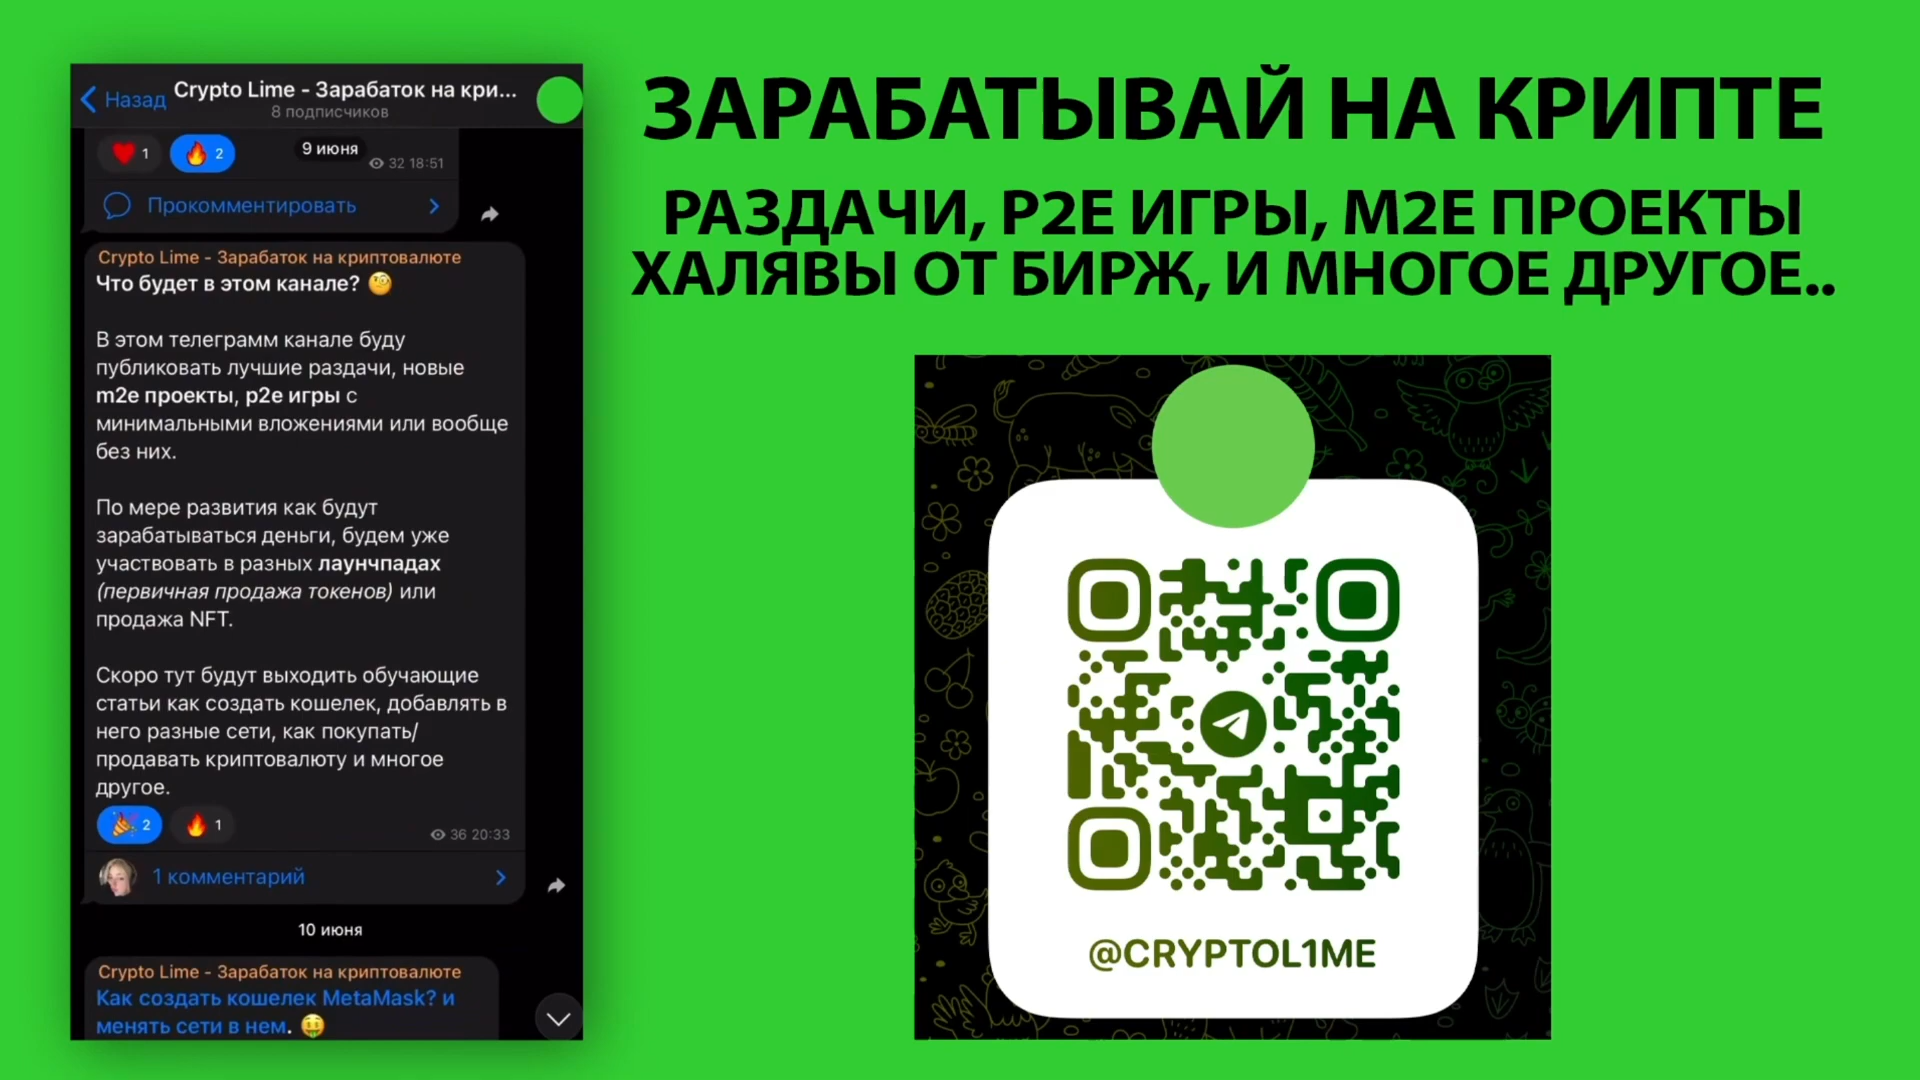 Назад
Crypto Lime - Зарабаток на кри...
8 подписчиков
1
2
9 июня
32 18:51
Прокомментировать
Crypto Lime - Зарабаток на криптовалюте
Что будет в этом канале? 🧐
В этом телеграмм канале буду
публиковать лучшие раздачи, новые
m2e проекты, p2e игры с
минимальными вложениями или вообще
без них.
По мере развития как будут
зарабатываться деньги, будем уже
участвовать в разных лаунчпадах
(первичная продажа токенов) или
продажа NFT.
Скоро тут будут выходить обучающие
статьи как создать кошелек, добавлять в
него разные сети, как покупать/
продавать криптовалюту и многое
другое.
2
1
36 20:33
1 комментарий
10 июня
Crypto Lime - Зарабаток на криптовалюте
Как создать кошелек MetaMask? и
менять сети в нем. 🤑
ЗАРАБАТЫВАЙ НА КРИПТЕ
РАЗДАЧИ, P2E ИГРЫ, M2E ПРОЕКТЫ
ХАЛЯВЫ ОТ БИРЖ, И МНОГОЕ ДРУГОЕ..
@CRYPTOL1ME